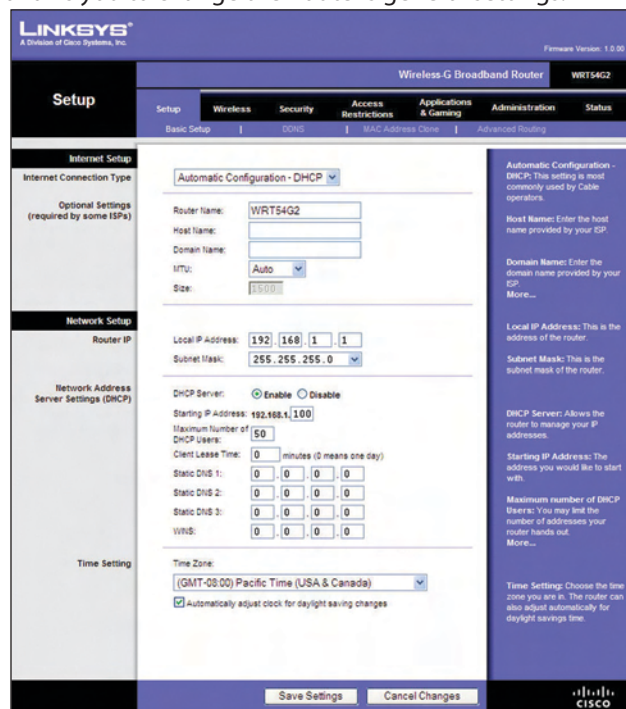 LINKSYS®
A Division of Cisco Systems, Inc.
Firmware Version: 1.0.00
Wireless-G Broadband Router WRT54G2
Setup
Setup Wireless Security Access Restrictions Applications & Gaming Administration Status
Basic Setup | DDNS | MAC Address Clone | Advanced Routing
Internet Setup
Internet Connection Type
Automatic Configuration - DHCP
Optional Settings
(required by some ISPs)
Router Name: WRT54G2
Host Name:
Domain Name:
MTU: Auto
Size: 1500
Network Setup
Router IP
Local IP Address: 192 . 168 . 1 . 1
Subnet Mask: 255.255.255.0
Network Address
Server Settings (DHCP)
DHCP Server: Enable Disable
Starting IP Address: 192.168.1. 100
Maximum Number of
DHCP Users: 50
Client Lease Time: 0 minutes (0 means one day)
Static DNS 1: 0 . 0 . 0 . 0
Static DNS 2: 0 . 0 . 0 . 0
Static DNS 3: 0 . 0 . 0 . 0
WINS: 0 . 0 . 0 . 0
Time Setting
Time Zone:
(GMT-08:00) Pacific Time (USA & Canada)
Automatically adjust clock for daylight saving changes
Automatic Configuration -
DHCP: This setting is most
commonly used by Cable
operators.
Host Name: Enter the host
name provided by your ISP.
Domain Name: Enter the
domain name provided by your
ISP.
More...
Local IP Address: This is the
address of the router.
Subnet Mask: This is the
subnet mask of the router.
DHCP Server: Allows the
router to manage your IP
addresses.
Starting IP Address: The
address you would like to start
with.
Maximum number of DHCP
Users: You may limit the
number of addresses your
router hands out.
More...
Time Setting: Choose the time
zone you are in. The router can
also adjust automatically for
daylight savings time.
Save Settings Cancel Changes
CISCO